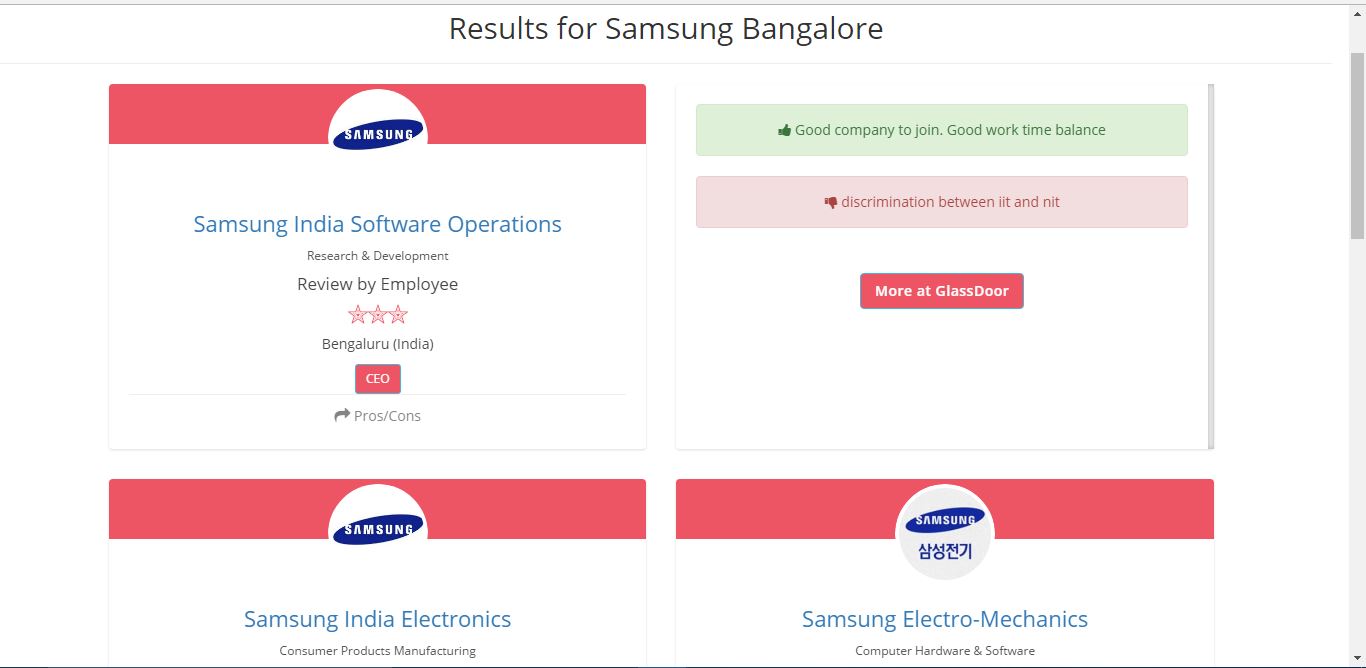 Results for Samsung Bangalore
SAMSUNG
Samsung India Software Operations
Research & Development
Review by Employee
Bengaluru (India)
CEO
Pros/Cons
Good company to join. Good work time balance
discrimination between iit and nit
More at GlassDoor
SAMSUNG
Samsung India Electronics
Consumer Products Manufacturing
SAMSUNG
삼성전기
Samsung Electro-Mechanics
Computer Hardware & Software